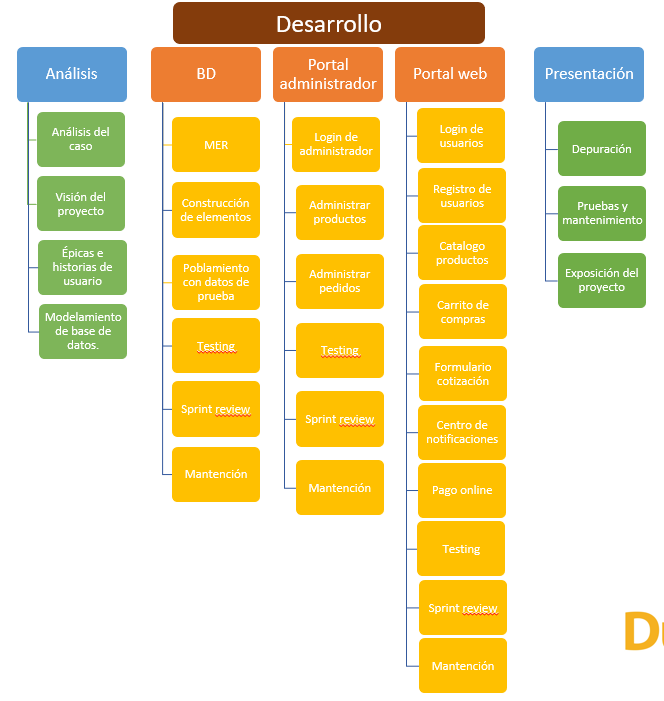 Desarrollo
Análisis
Análisis del
caso
Visión del
proyecto
Épicas e
historias de
usuario
Modelamiento
de base de
datos.
BD
MER
Construcción
de elementos
Poblamiento
con datos de
prueba
Testing
Sprint review
Mantención
Portal
administrador
Login de
administrador
Administrar
productos
Administrar
pedidos
Testing
Sprint review
Mantención
Portal web
Login de
usuarios
Registro de
usuarios
Catalogo
productos
Carrito de
compras
Formulario
cotización
Centro de
notificaciones
Pago online
Testing
Sprint review
Mantención
Presentación
Depuración
Pruebas y
mantenimiento
Exposición del
proyecto